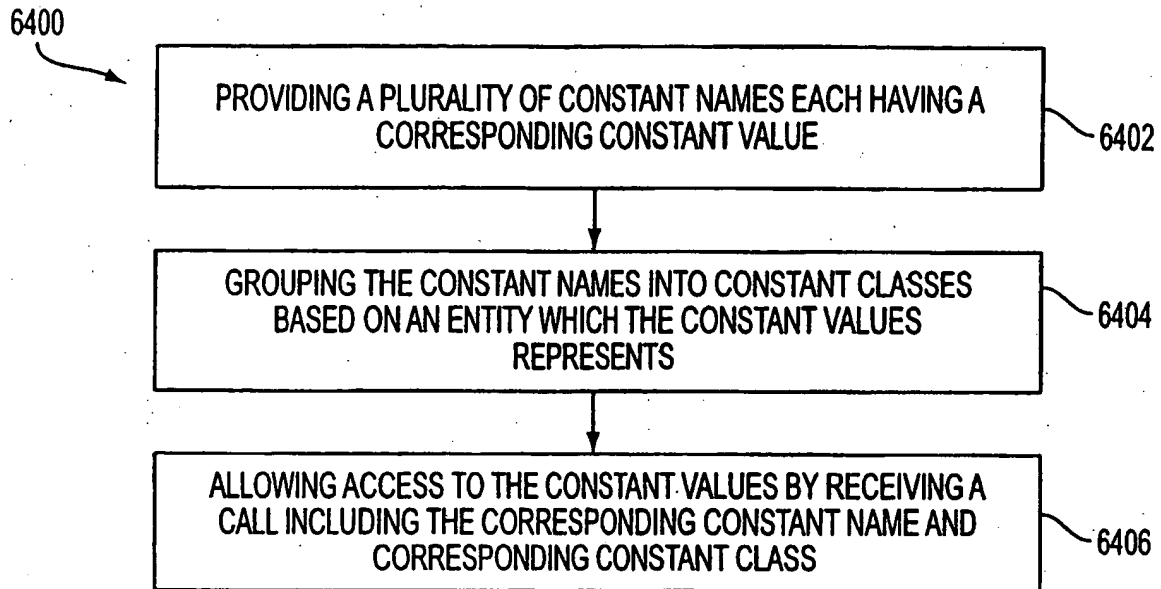 6400
PROVIDING A PLURALITY OF CONSTANT NAMES EACH HAVING A
CORRESPONDING CONSTANT VALUE
6402
GROUPING THE CONSTANT NAMES INTO CONSTANT CLASSES
BASED ON AN ENTITY WHICH THE CONSTANT VALUES
REPRESENTS
6404
ALLOWING ACCESS TO THE CONSTANT VALUES BY RECEIVING A
CALL INCLUDING THE CORRESPONDING CONSTANT NAME AND
CORRESPONDING CONSTANT CLASS
6406